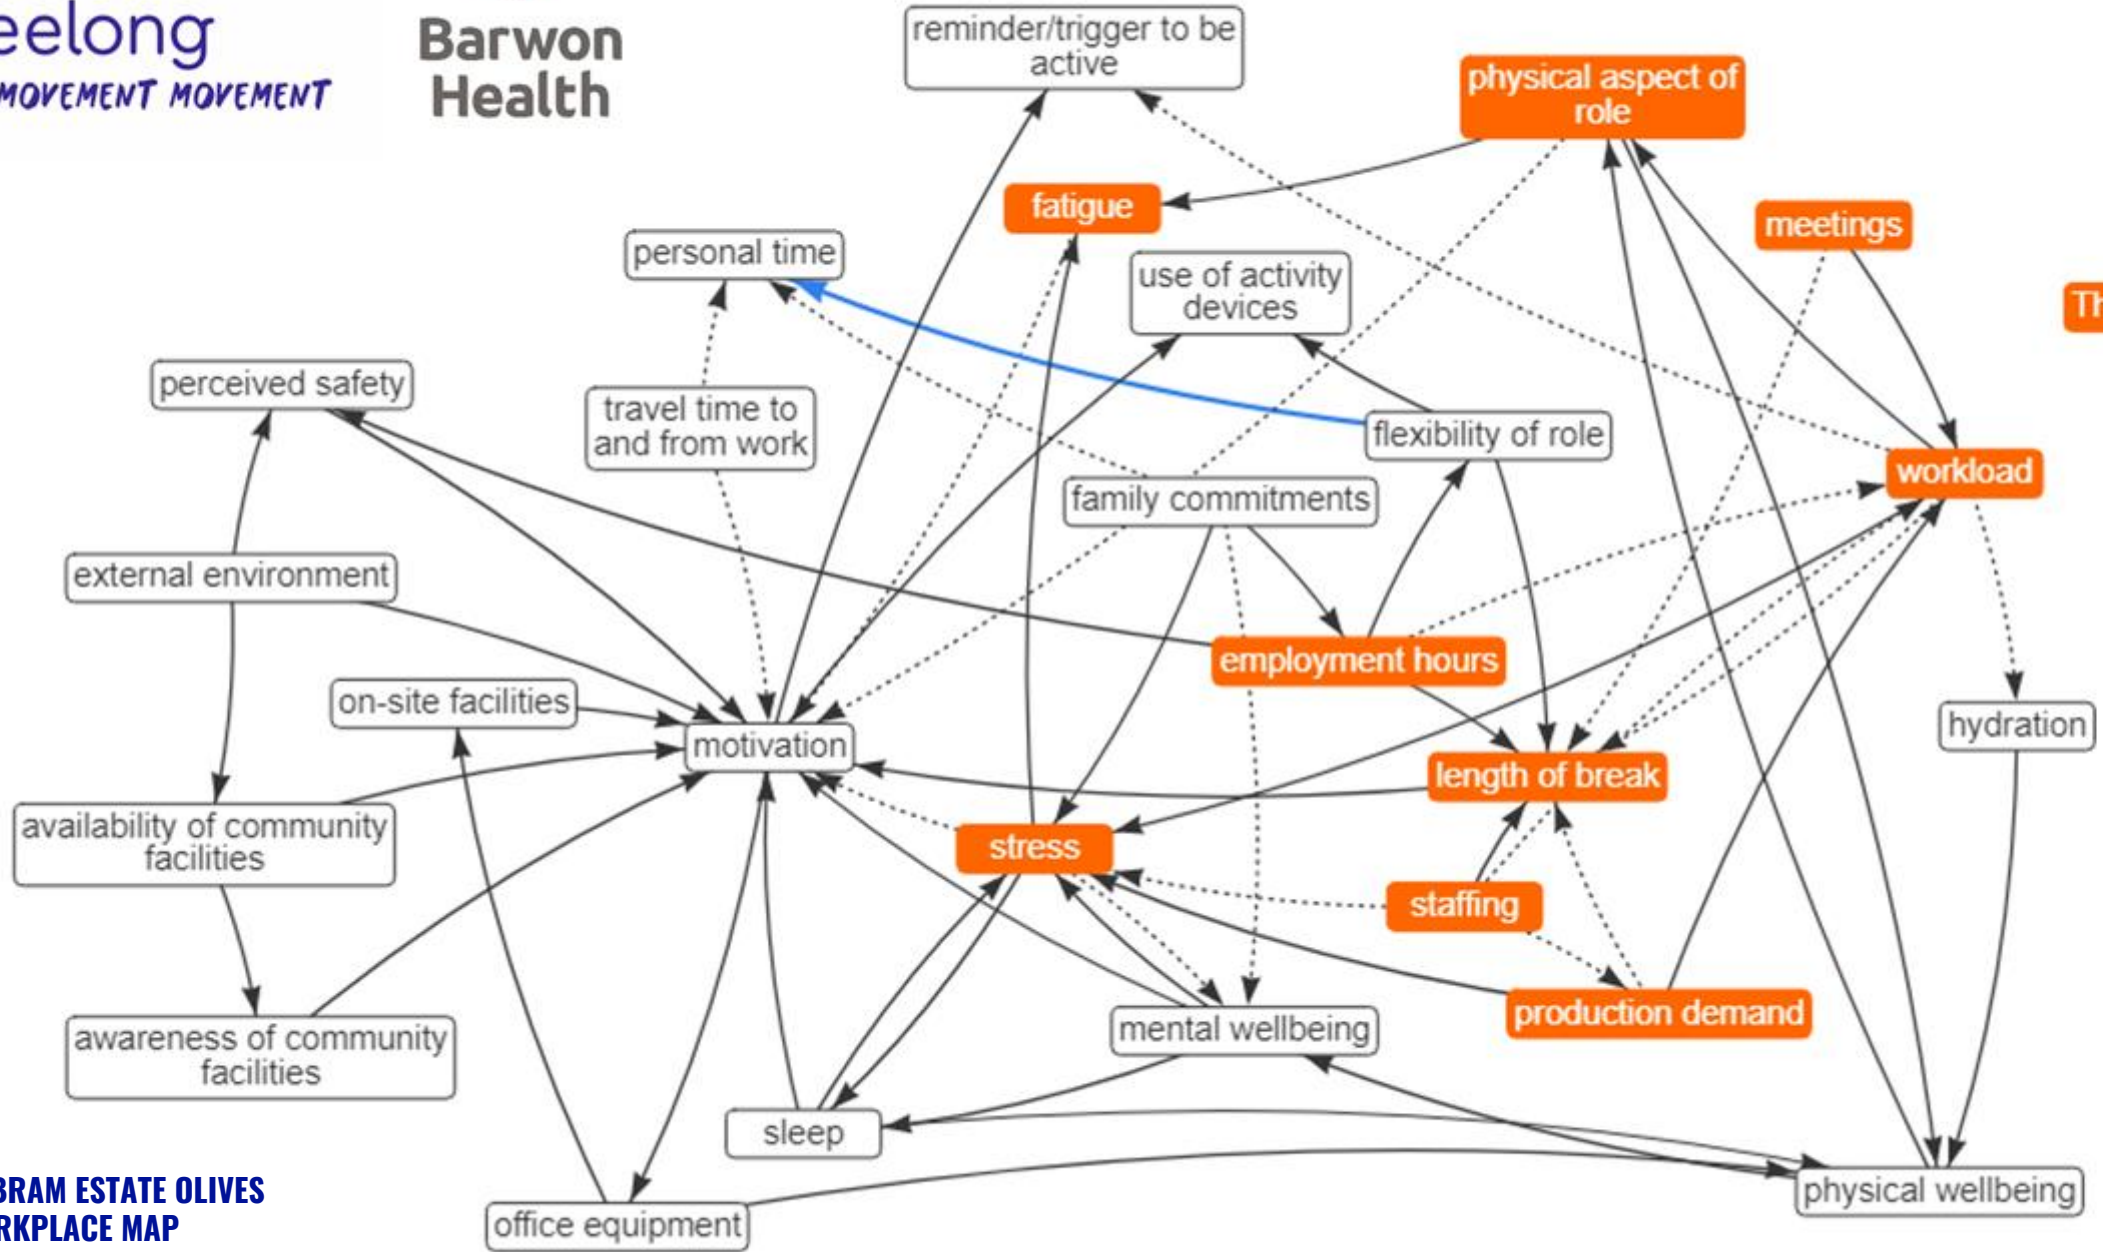 eelong
MOVEMENT MOVEMENT
Barwon
Health
reminder/trigger to be
active
physical aspect of
role
fatigue
meetings
personal time
use of activity
devices
Th
perceived safety
travel time to
and from work
flexibility of role
workload
family commitments
external environment
employment hours
on-site facilities
hydration
motivation
length of break
availability of community
facilities
stress
staffing
production demand
mental wellbeing
awareness of community
facilities
sleep
physical wellbeing
office equipment
BRAM ESTATE OLIVES
RKPLACE MAP